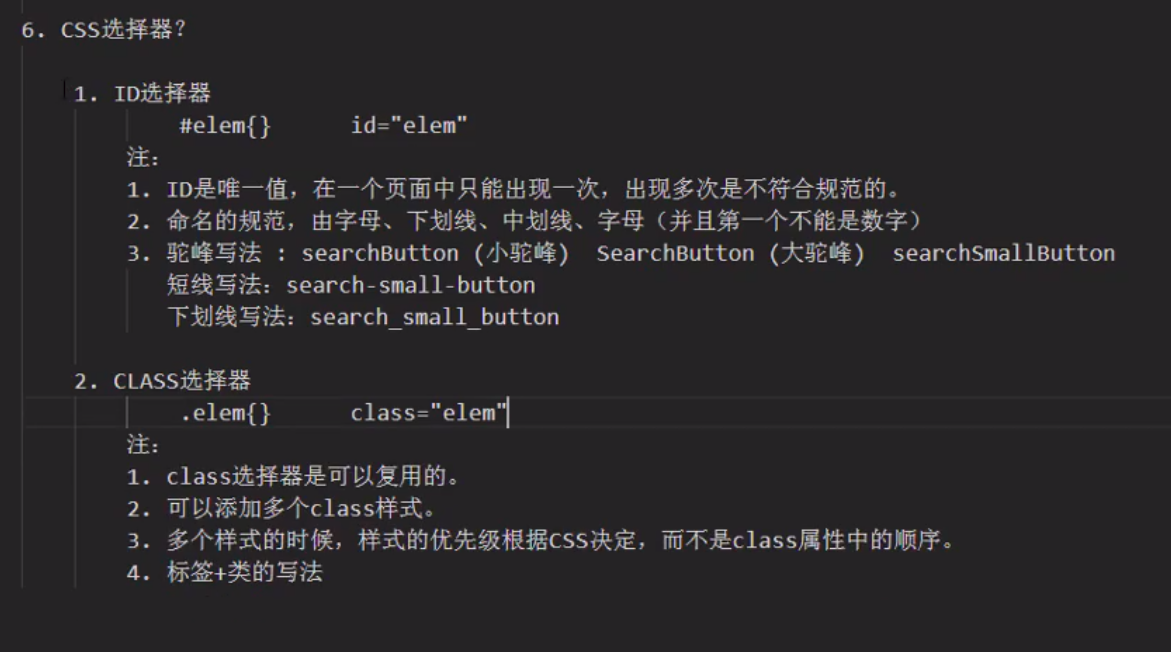 6. CSS选择器?
1. ID选择器
#elem{} id="elem"
注:
1. ID是唯一值，在一个页面中只能出现一次，出现多次是不符合规范的。
2. 命名的规范，由字母、下划线、中划线、字母（并且第一个不能是数字）
3. 驼峰写法 : searchButton (小驼峰) SearchButton (大驼峰) searchSmallButton
短线写法: search-small-button
下划线写法: search_small_button
2. CLASS选择器
.elem{} class="elem"
注:
1. class选择器是可以复用的。
2. 可以添加多个class样式。
3. 多个样式的时候，样式的优先级根据CSS决定，而不是class属性中的顺序。
4. 标签+类的写法